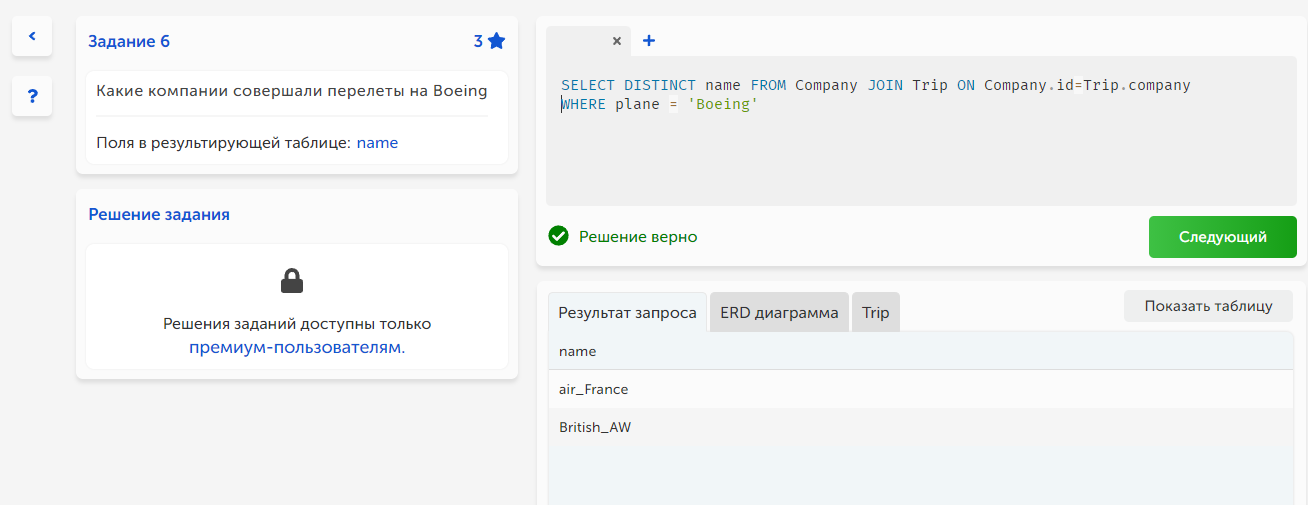 Задание 6
3
?
Какие компании совершали перелеты на Boeing
Поля в результирующей таблице: name
Решение задания
Решения заданий доступны только
премиум-пользователям.
× +
SELECT DISTINCT name FROM Company JOIN Trip ON Company.id=Trip.company
WHERE plane = 'Boeing'
Решение верно
Следующий
Результат запроса
ERD диаграмма
Trip
Показать таблицу
name
air_France
British_AW